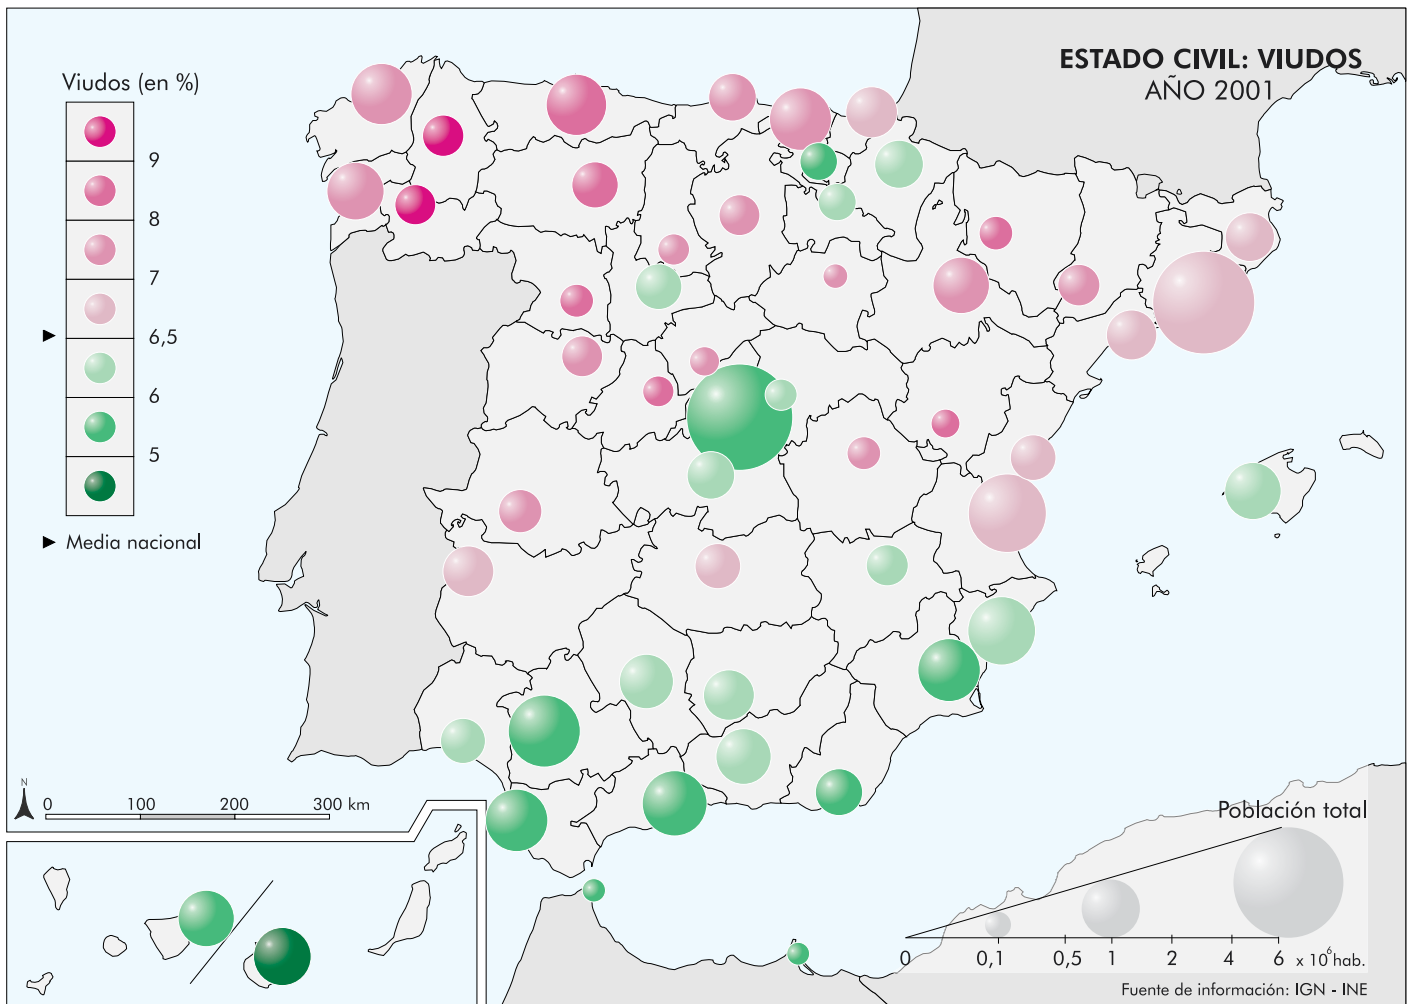 ESTADO CIVIL: VIUDOS
AÑO 2001
Viudos (en %)
9
8
7
6,5
6
5
► Media nacional
N
0 100 200 300 km
Población total
0 0,1 0,5 1 2 4 6 x 10⁶ hab.
Fuente de información: IGN - INE